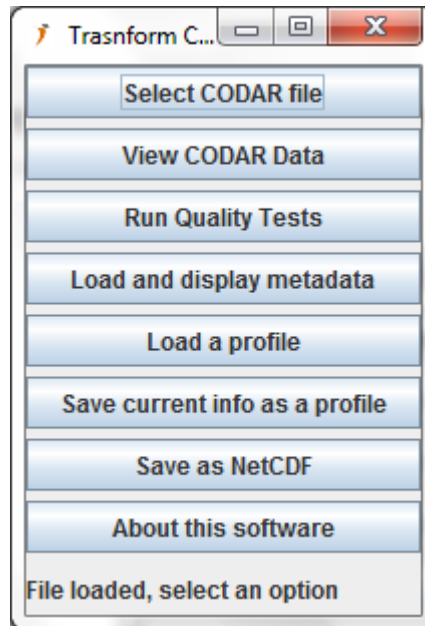 Trasnform C...
Select CODAR file
View CODAR Data
Run Quality Tests
Load and display metadata
Load a profile
Save current info as a profile
Save as NetCDF
About this software
File loaded, select an option